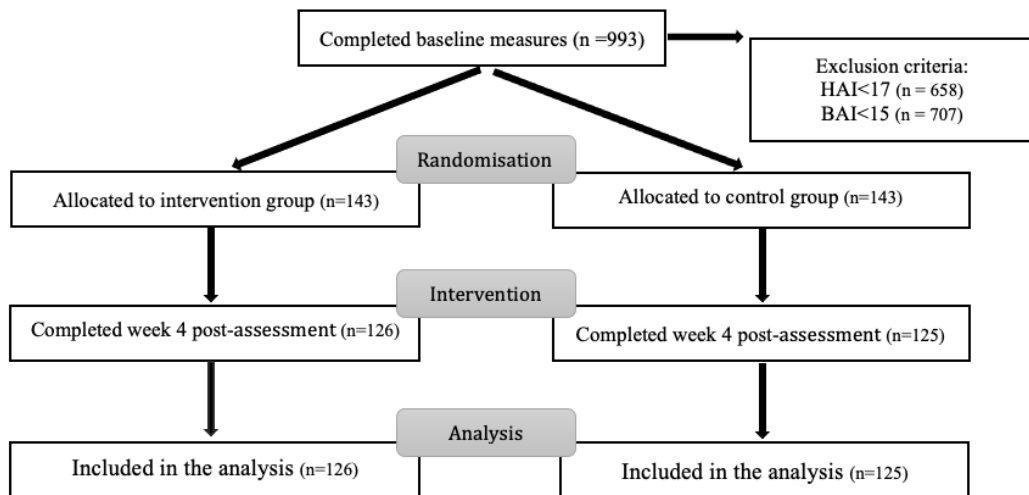 Completed baseline measures (n =993)
Exclusion criteria:
HAI<17 (n = 658)
BAI<15 (n = 707)
Randomisation
Allocated to intervention group (n=143)
Allocated to control group (n=143)
Intervention
Completed week 4 post-assessment (n=126)
Completed week 4 post-assessment (n=125)
Analysis
Included in the analysis (n=126)
Included in the analysis (n=125)